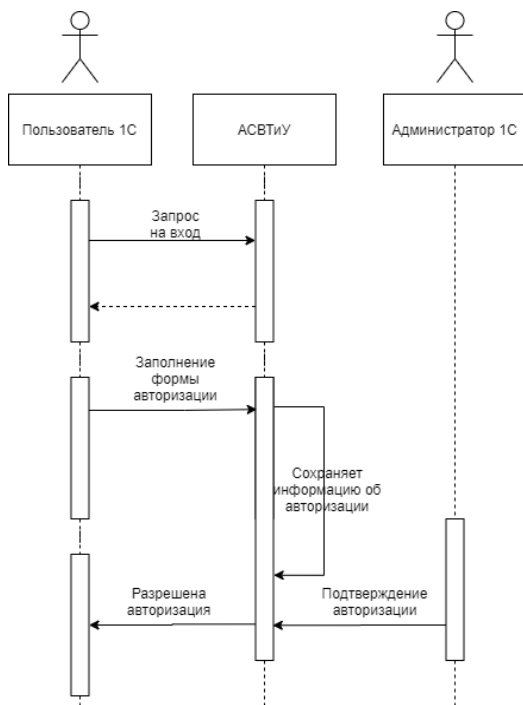 Пользователь 1С
АСВТиУ
Администратор 1С
Запрос
на вход
Заполнение
формы
авторизации
Сохраняет
информацию об
авторизации
Разрешена
авторизация
Подтверждение
авторизации